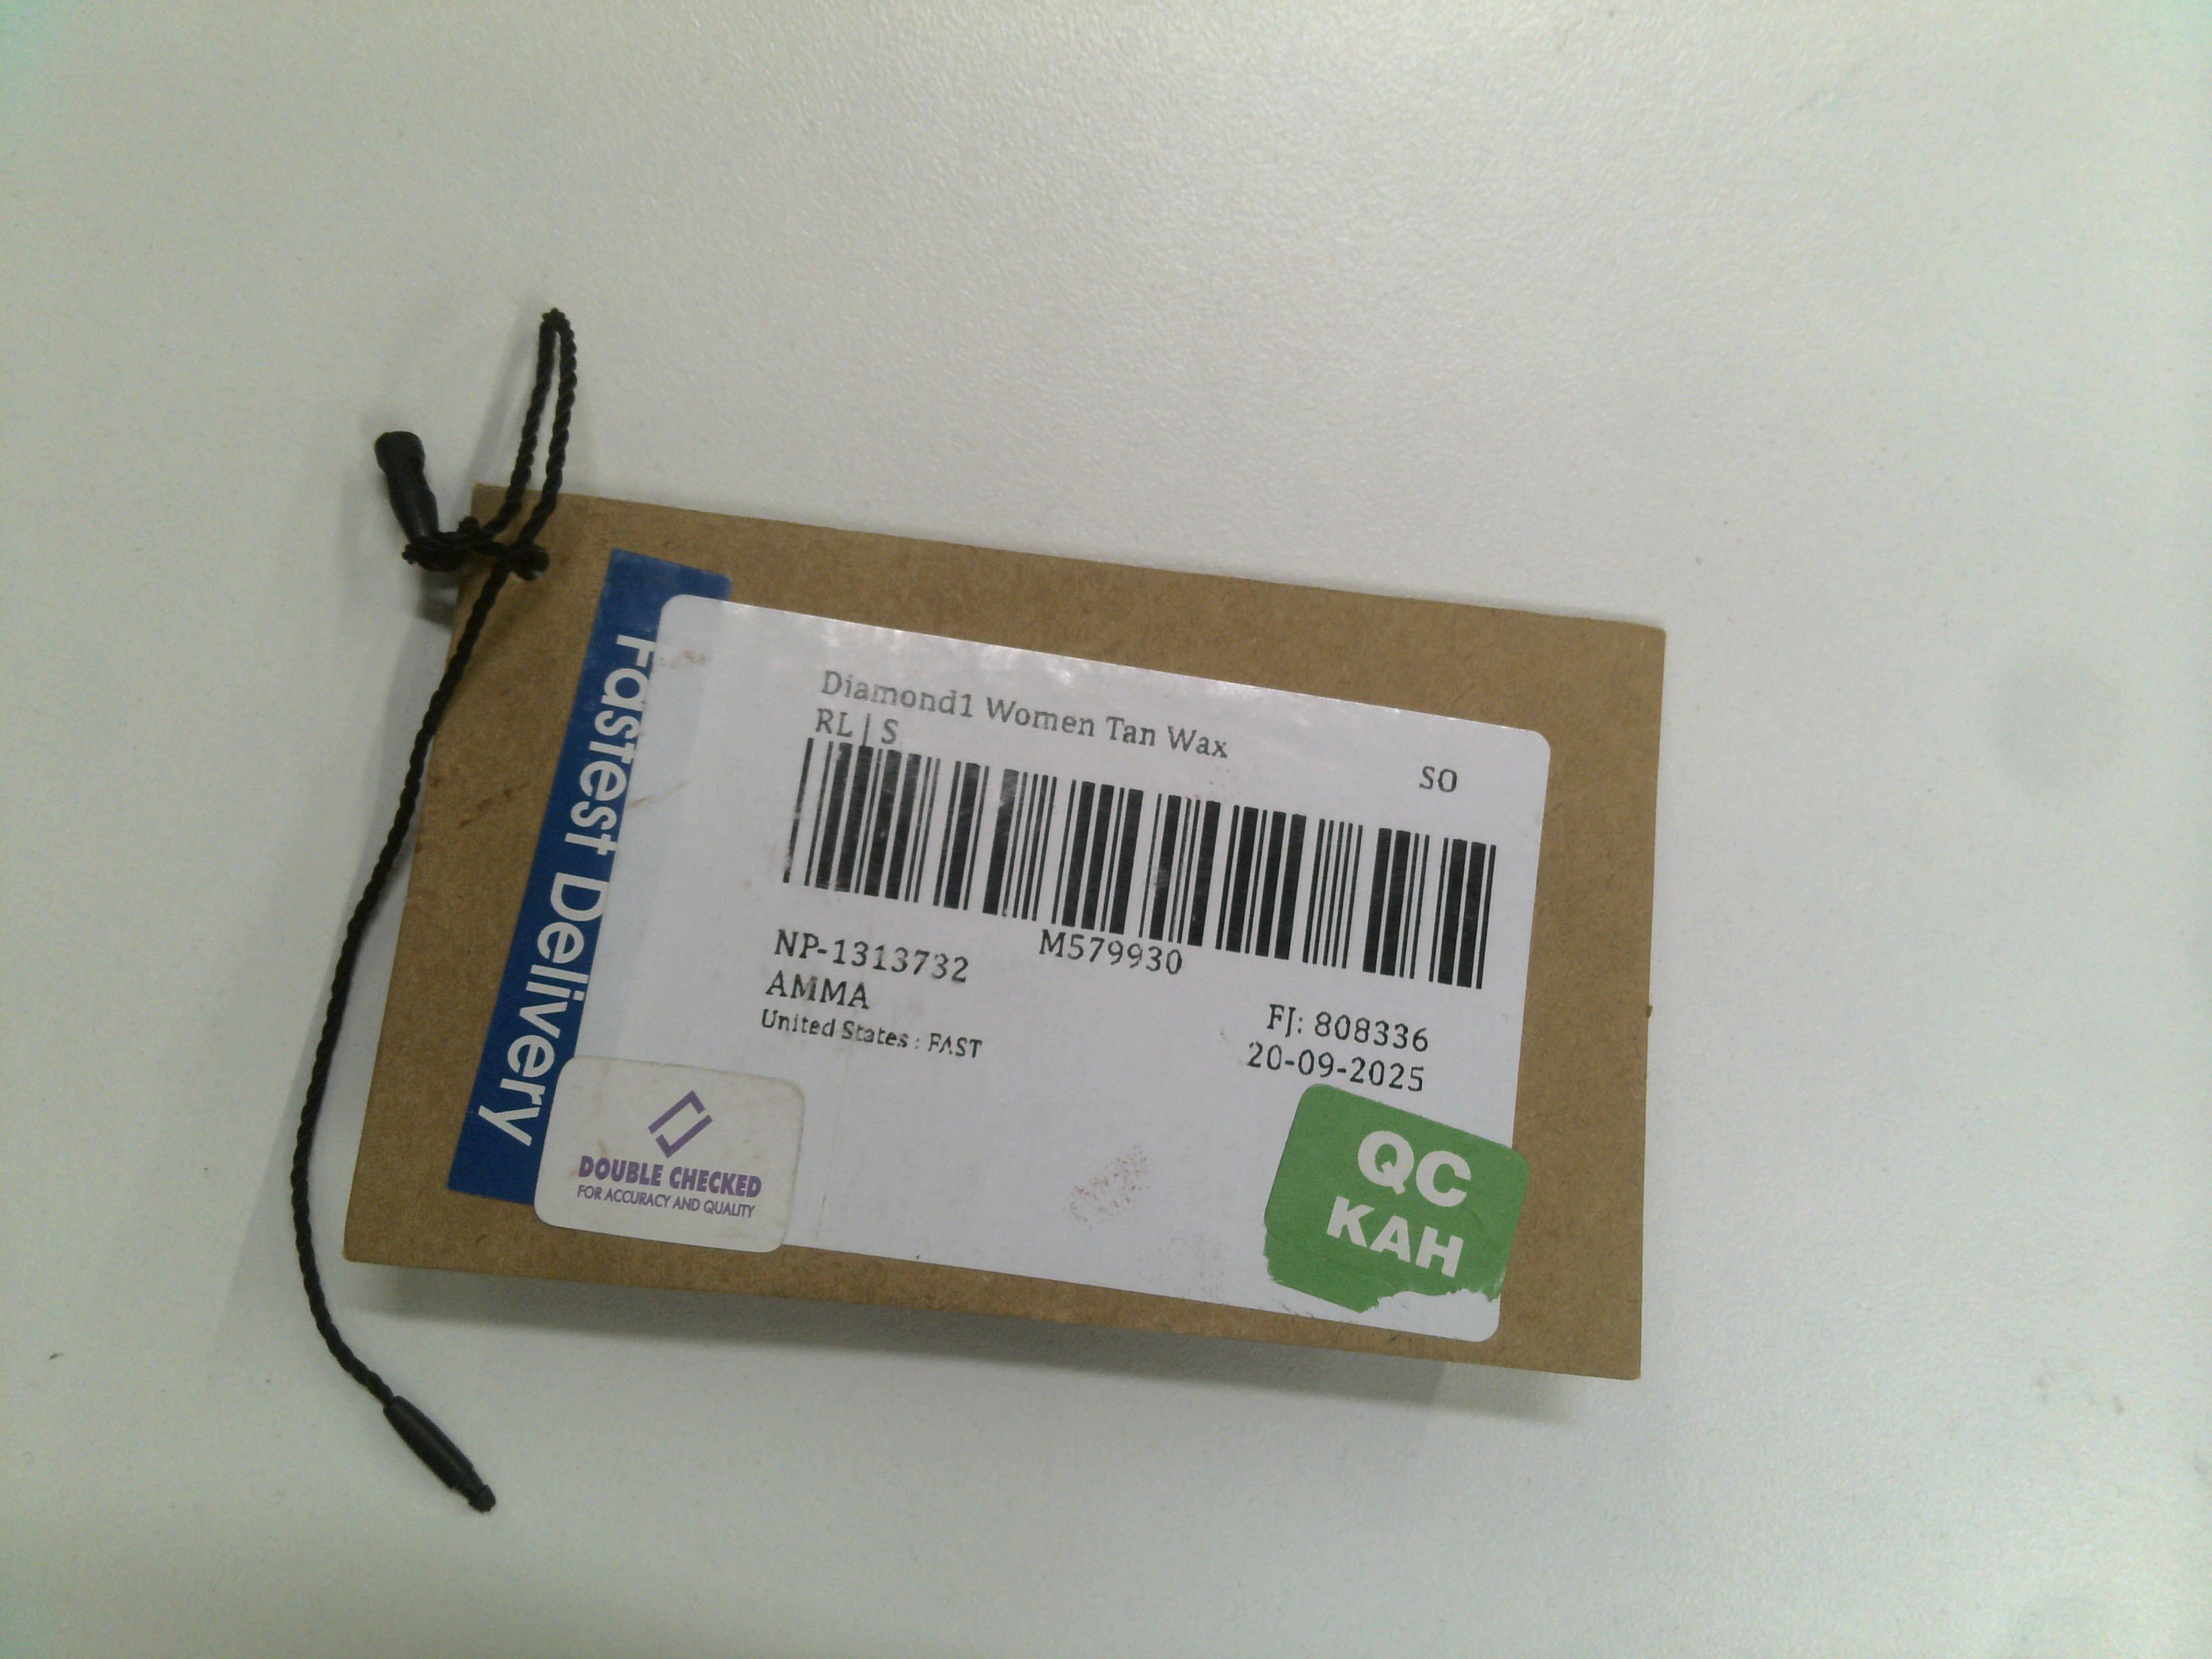 Fastest Delivery
Diamond1 Women Tan Wax
RL | S
SO
M579930
NP-1313732
AMMA
United States : FAST
FJ: 808336
20-09-2025
DOUBLE CHECKED
FOR ACCURACY AND QUALITY
QC
KAH